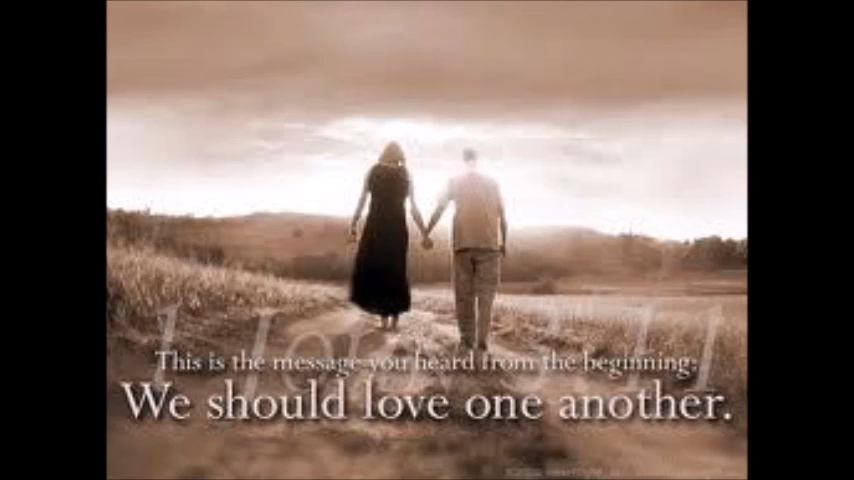 This is the message you heard from the beginning:
We should love one another.